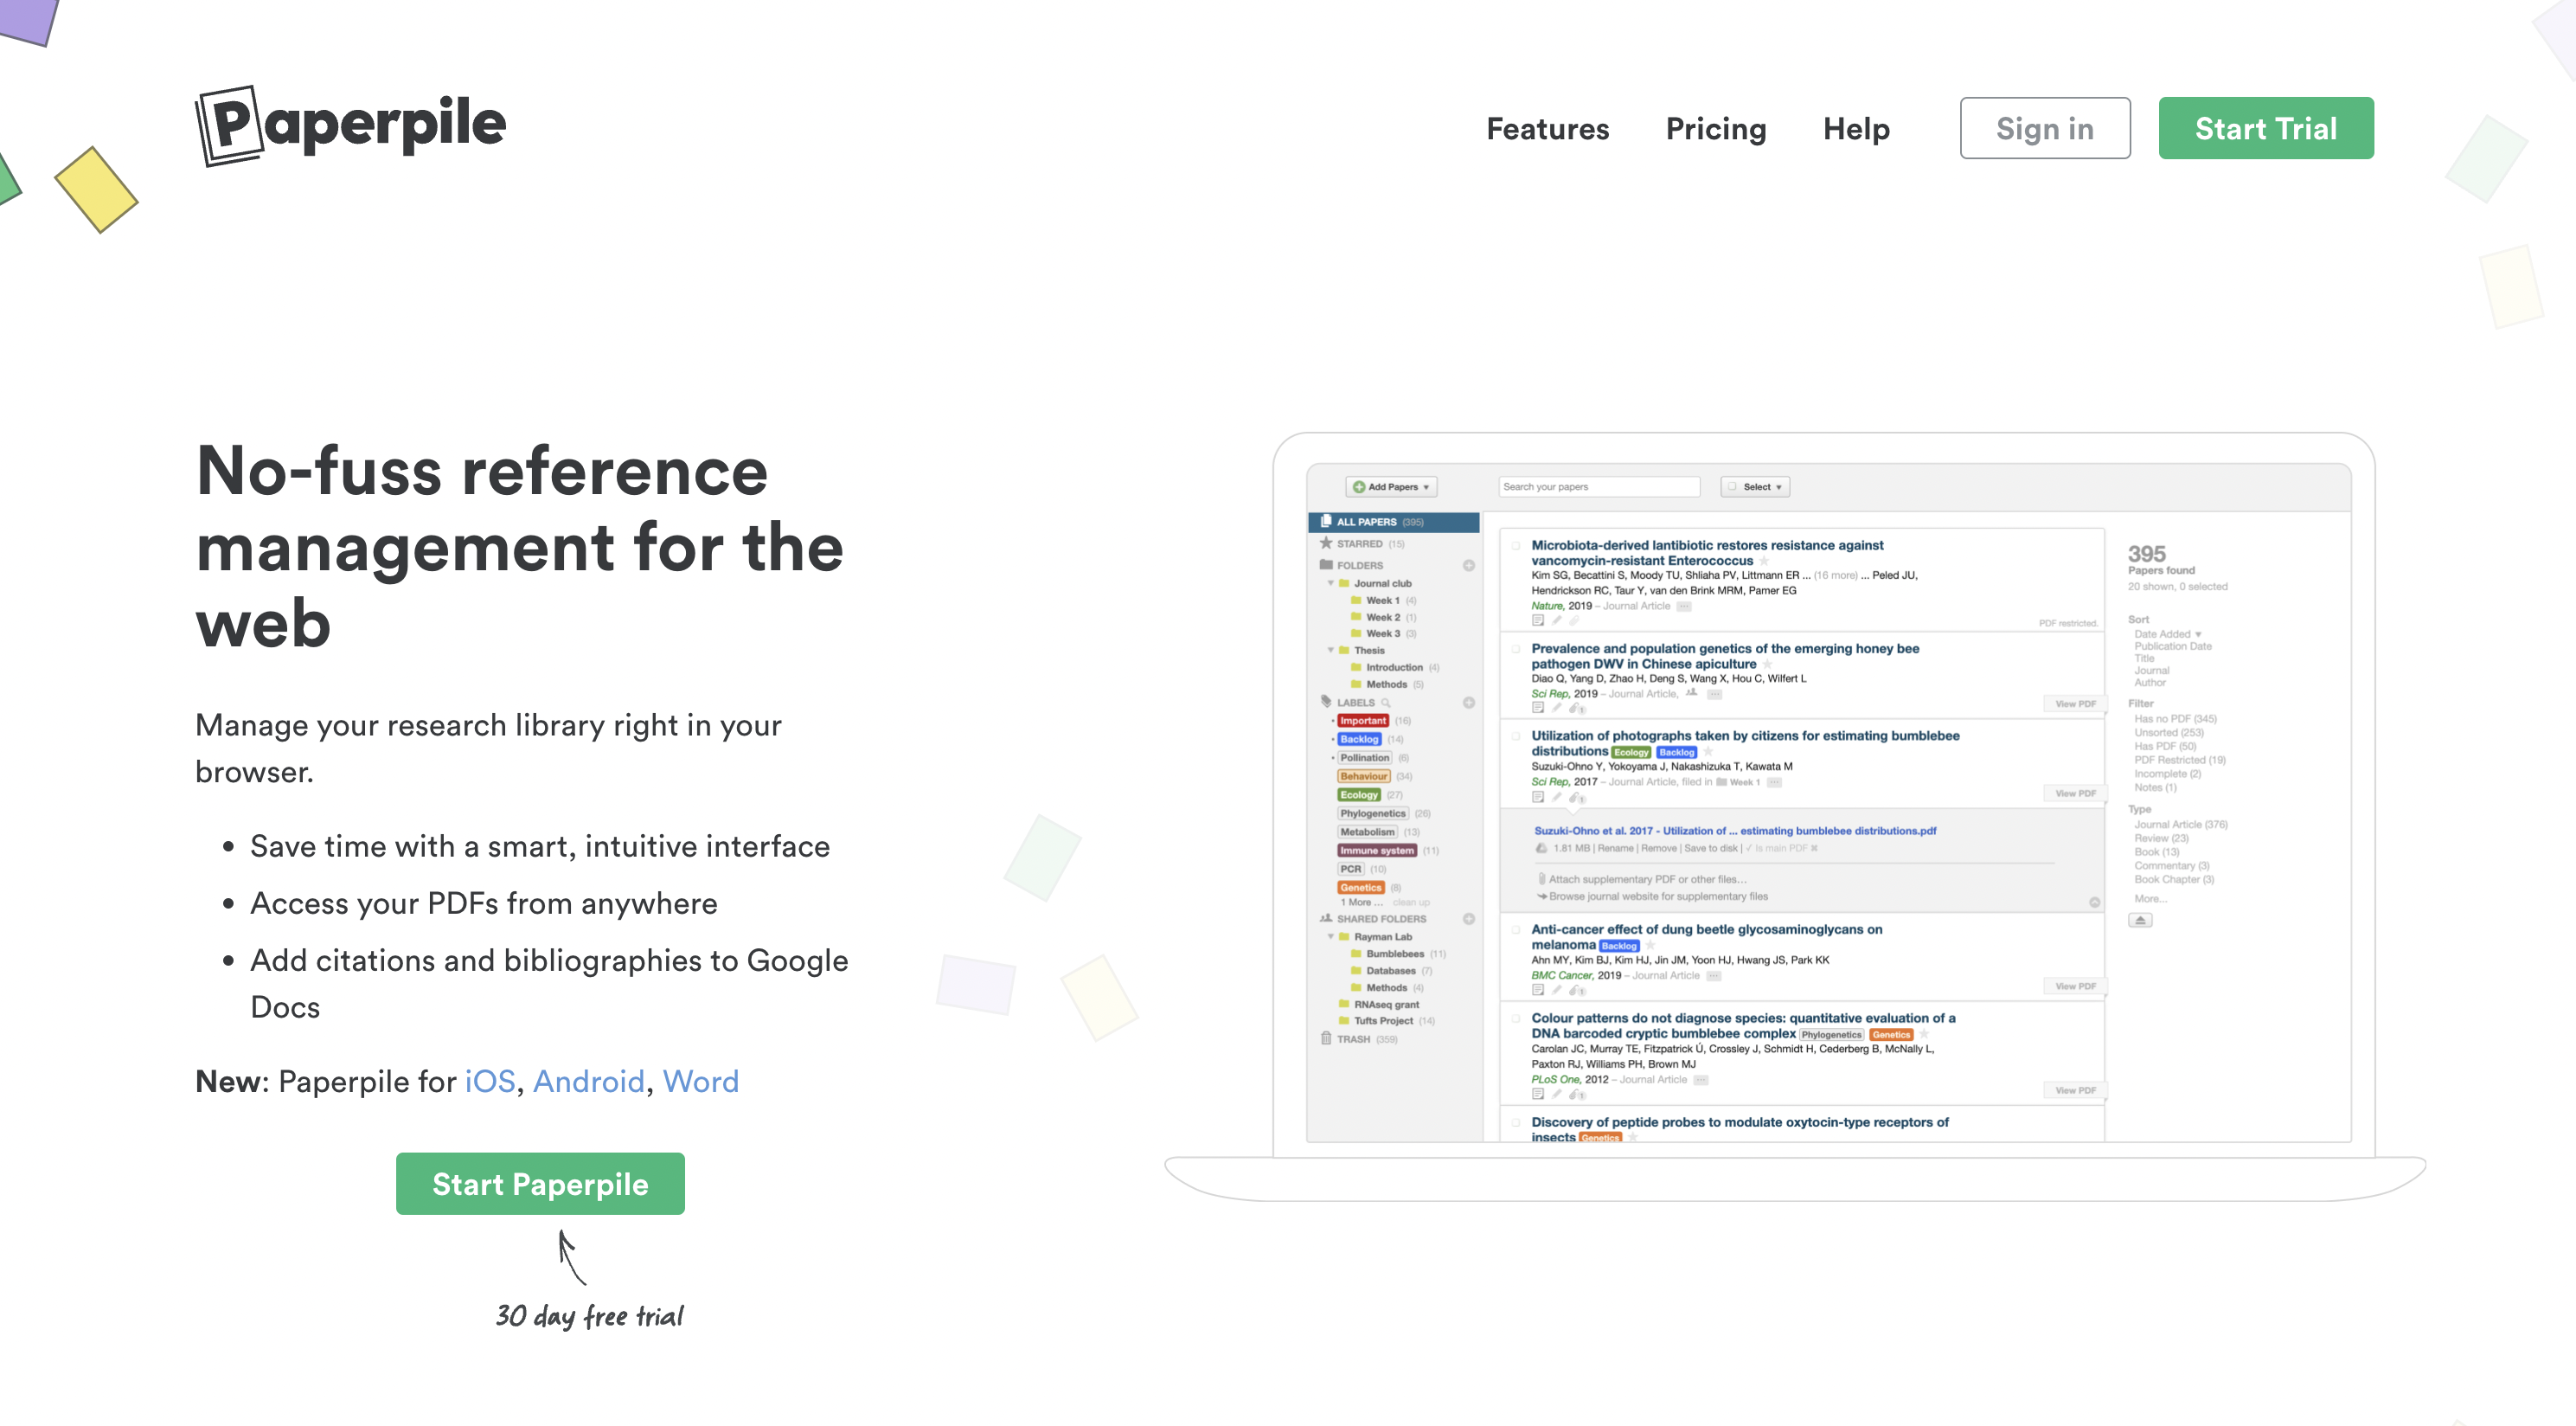 Paperpile
Features
Pricing
Help
Sign in
Start Trial
No-fuss reference
management for the
web
Manage your research library right in your
browser.
• Save time with a smart, intuitive interface
• Access your PDFs from anywhere
• Add citations and bibliographies to Google
Docs
New: Paperpile for iOS, Android, Word
Start Paperpile
30 day free trial
Add Papers
Search your papers
Select
ALL PAPERS (395)
STARRED (15)
FOLDERS
Journal club
Week 1 (4)
Week 2 (1)
Week 3 (3)
Thesis
Introduction (4)
Methods (5)
LABELS
Important (16)
Backlog (14)
Pollination (6)
Behaviour (34)
Ecology (27)
Phylogenetics (26)
Metabolism (13)
Immune system (11)
PCR (10)
Genetics (8)
1 More ... clean up
SHARED FOLDERS
Rayman Lab
Bumblebees (11)
Databases (7)
Methods (4)
RNAseq grant
Tufts Project (14)
TRASH (359)
Microbiota-derived lantibiotic restores resistance against
vancomycin-resistant Enterococcus
Kim SG, Becattini S, Moody TU, Shliaha PV, Littmann ER ... (16 more) ... Peled JU,
Hendrickson RC, Taur Y, van den Brink MRM, Pamer EG
Nature, 2019 – Journal Article
PDF restricted.
Prevalence and population genetics of the emerging honey bee
pathogen DWV in Chinese apiculture
Diao Q, Yang D, Zhao H, Deng S, Wang X, Hou C, Wilfert L
Sci Rep, 2019 – Journal Article,
1
View PDF
Utilization of photographs taken by citizens for estimating bumblebee
distributions Ecology Backlog
Suzuki-Ohno Y, Yokoyama J, Nakashizuka T, Kawata M
Sci Rep, 2017 – Journal Article, filed in Week 1
1
View PDF
Suzuki-Ohno et al. 2017 - Utilization of ... estimating bumblebee distributions.pdf
1.81 MB | Rename | Remove | Save to disk | ✓ Is main PDF ✖
Attach supplementary PDF or other files...
Browse journal website for supplementary files
Anti-cancer effect of dung beetle glycosaminoglycans on
melanoma Backlog
Ahn MY, Kim BJ, Kim HJ, Jin JM, Yoon HJ, Hwang JS, Park KK
BMC Cancer, 2019 – Journal Article
1
View PDF
Colour patterns do not diagnose species: quantitative evaluation of a
DNA barcoded cryptic bumblebee complex Phylogenetics Genetics
Carolan JC, Murray TE, Fitzpatrick Ú, Crossley J, Schmidt H, Cederberg B, McNally L,
Paxton RJ, Williams PH, Brown MJ
PLoS One, 2012 – Journal Article
1
View PDF
Discovery of peptide probes to modulate oxytocin-type receptors of
insects Genetics
395
Papers found
20 shown, 0 selected
Sort
Date Added
Publication Date
Title
Journal
Author
Filter
Has no PDF (345)
Unsorted (253)
Has PDF (50)
PDF Restricted (19)
Incomplete (2)
Notes (1)
Type
Journal Article (376)
Review (23)
Book (13)
Commentary (3)
Book Chapter (3)
More...